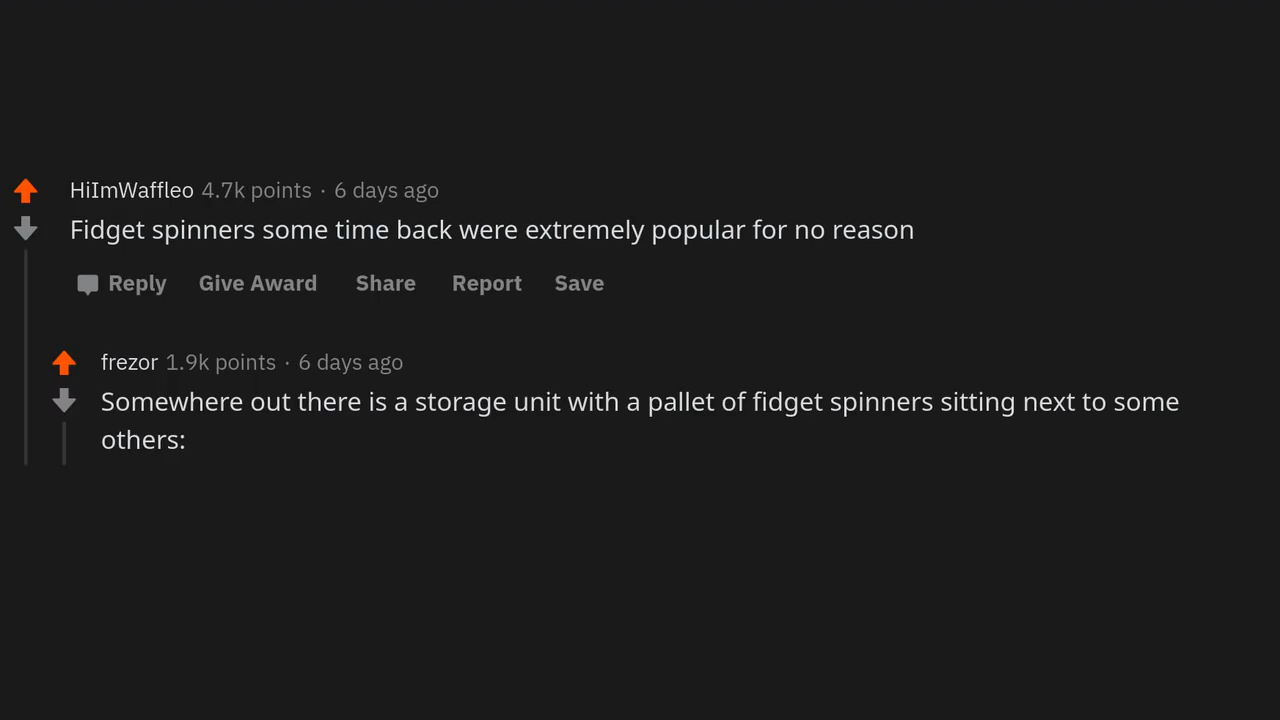 HiImWaffleo 4.7k points · 6 days ago
Fidget spinners some time back were extremely popular for no reason
Reply Give Award Share Report Save
frezor 1.9k points · 6 days ago
Somewhere out there is a storage unit with a pallet of fidget spinners sitting next to some
others: